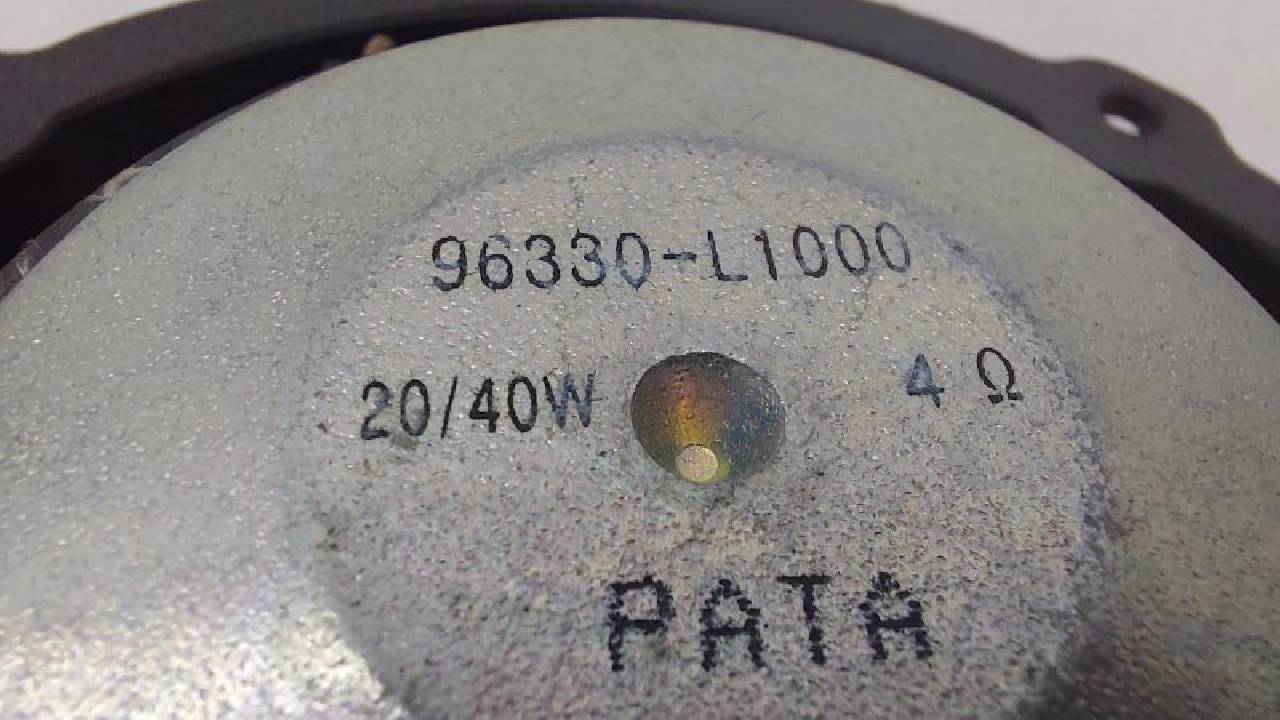 96330-L1000
20/40W 4 Ω
PATA